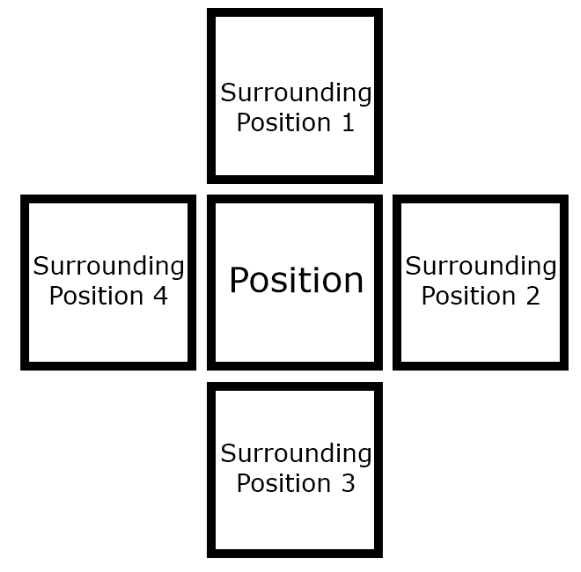 Surrounding
Position 1
Surrounding
Position 4
Position
Surrounding
Position 2
Surrounding
Position 3